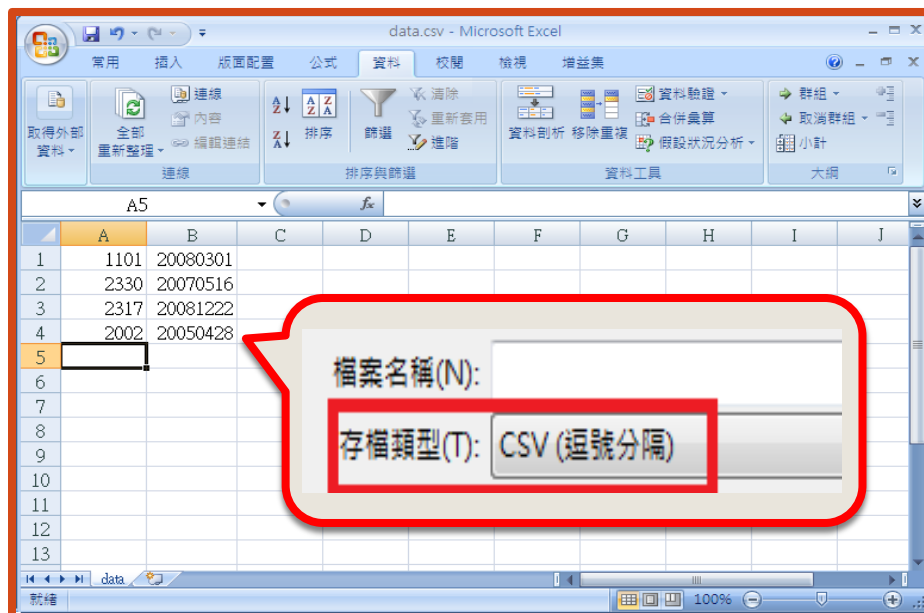 data.csv - Microsoft Excel
常用 插入 版面配置 公式 資料 校閱 檢視 增益集
取得外部資料
全部重新整理
連線
內容
編輯連結
連線
排序
篩選
清除
重新套用
進階
排序與篩選
資料剖析 移除重複
資料驗證
合併彙算
假設狀況分析
資料工具
群組
取消群組
小計
大綱
A5 fx
A B C D E F G H I J
1 1101 20080301
2 2330 20070516
3 2317 20081222
4 2002 20050428
5
6
7
8
9
10
11
12
13
檔案名稱(N):
存檔類型(T): CSV (逗號分隔)
data
就緒 100%